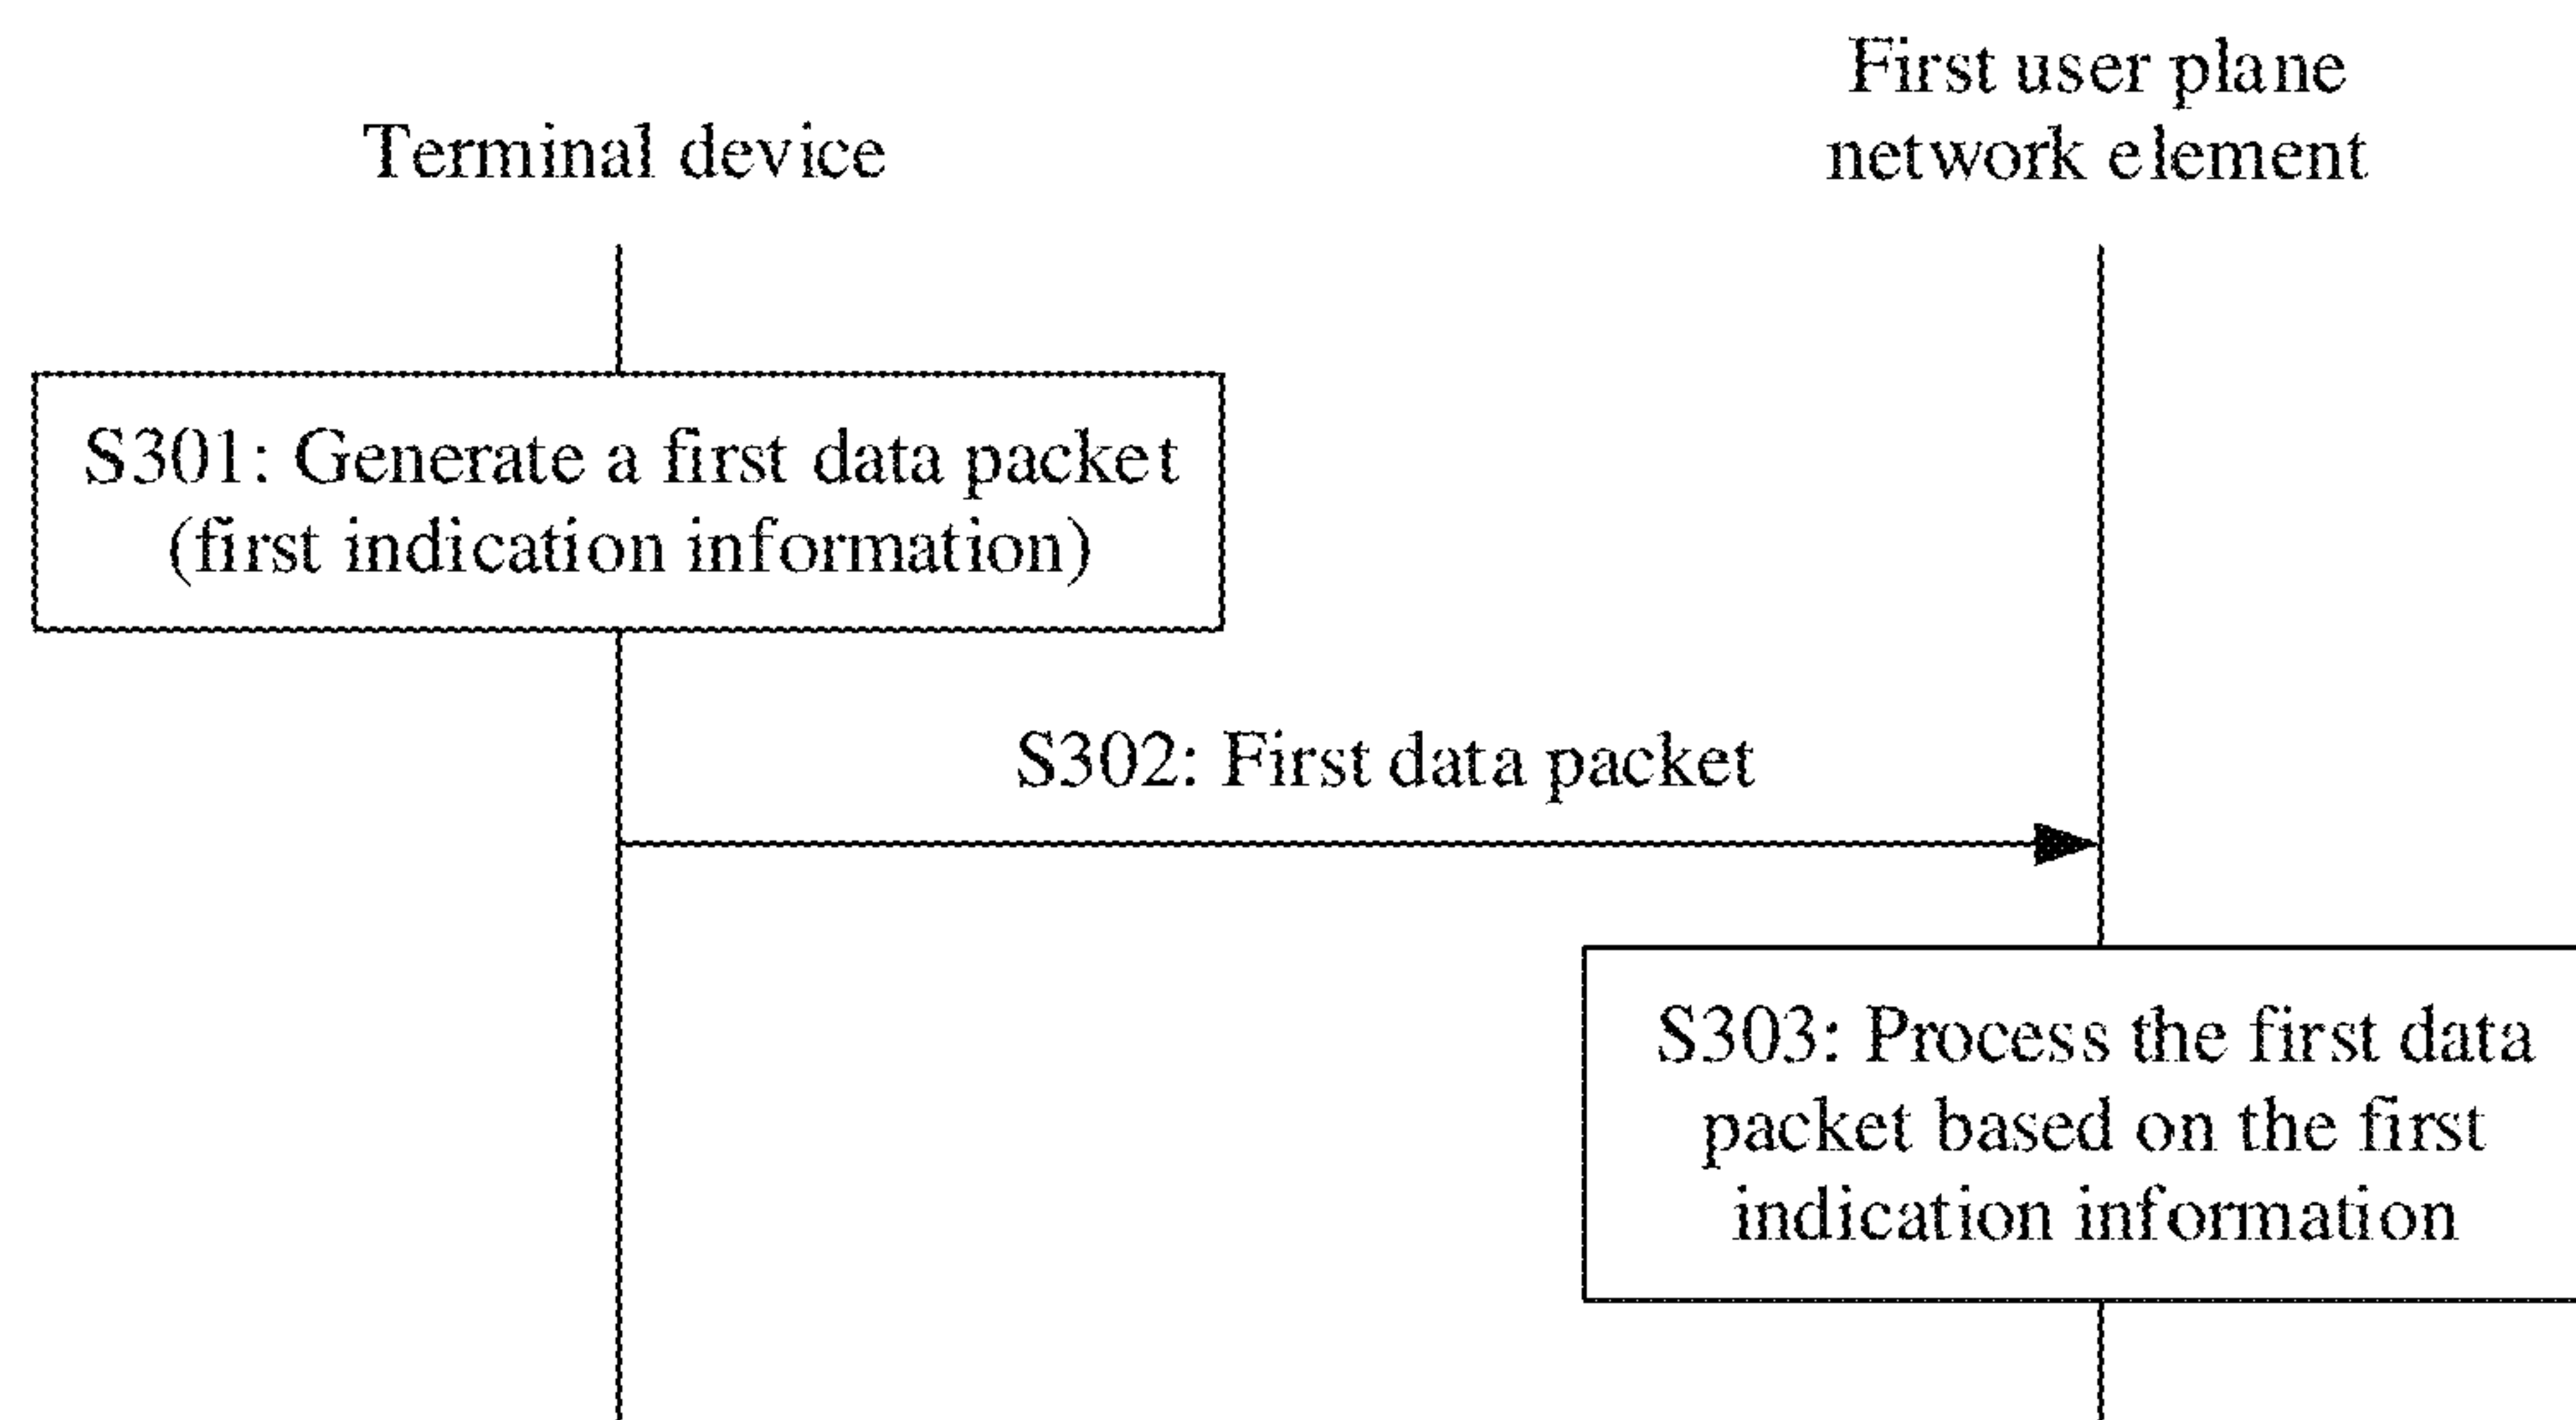 Terminal device
First user plane
network element
S301: Generate a first data packet
(first indication information)
S302: First data packet
S303: Process the first data
packet based on the first
indication information